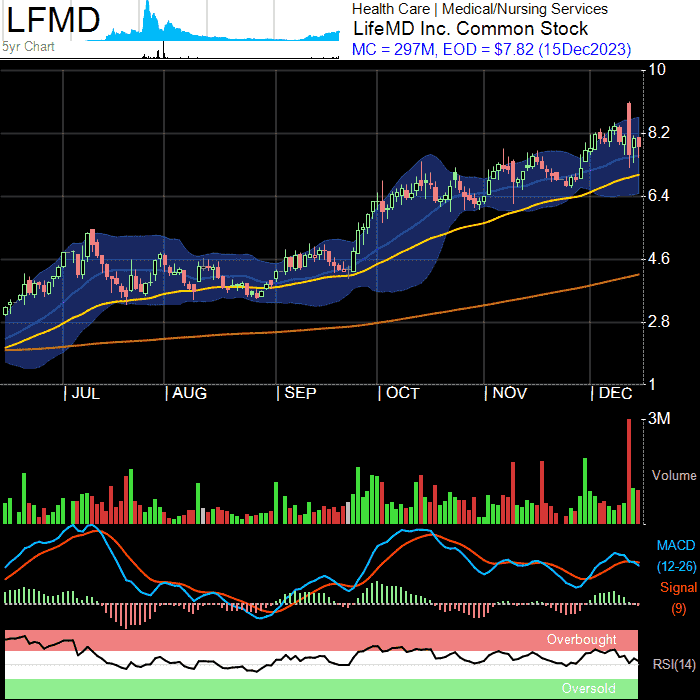 LFMD
5yr Chart
Health Care | Medical/Nursing Services
LifeMD Inc. Common Stock
MC = 297M, EOD = $7.82 (15Dec2023)
10
8.2
6.4
4.6
2.8
1
| JUL | AUG | SEP | OCT | NOV | DEC
3M
Volume
MACD
(12-26)
Signal
(9)
Overbought
RSI(14)
Oversold